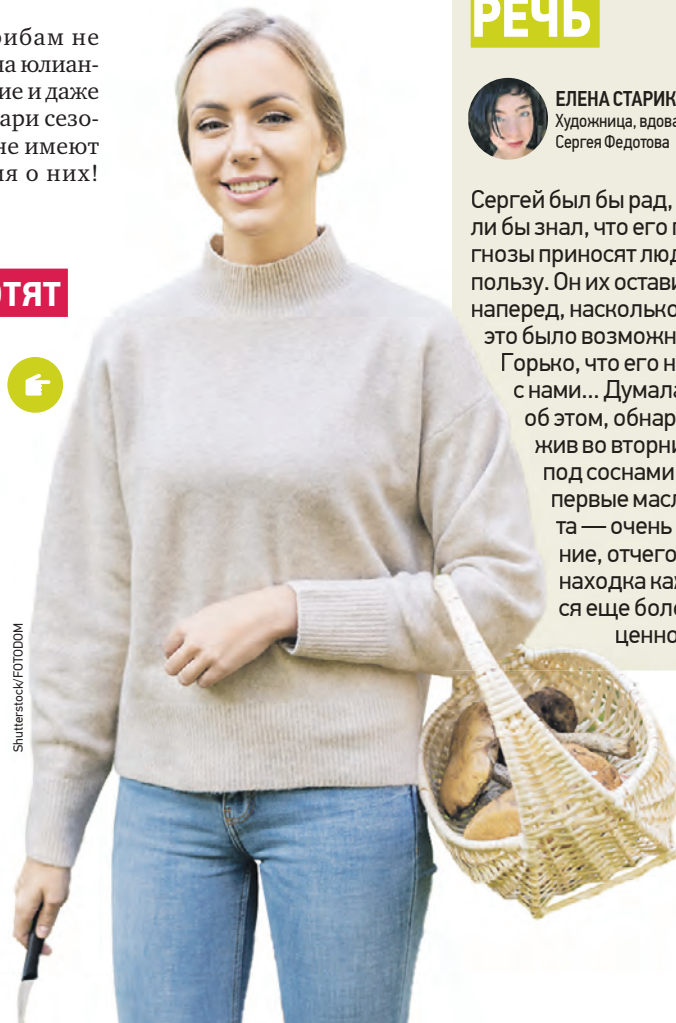 рибам не
на юлиан-
ие и даже
ари сезо-
не имеют
ия о них!
ОТЯТ
Shutterstock/FOTODOM
РЕЧЬ
ЕЛЕНА СТАРИК
Художница, вдова
Сергея Федотова
Сергей был бы рад,
ли бы знал, что его п
гнозы приносят люд
пользу. Он их остави
наперед, насколько
это было возможн
Горько, что его н
с нами... Думала
об этом, обнар
жив во вторни
под соснами
первые масл
та — очень
ние, отчего
находка каж
ся еще боле
ценно